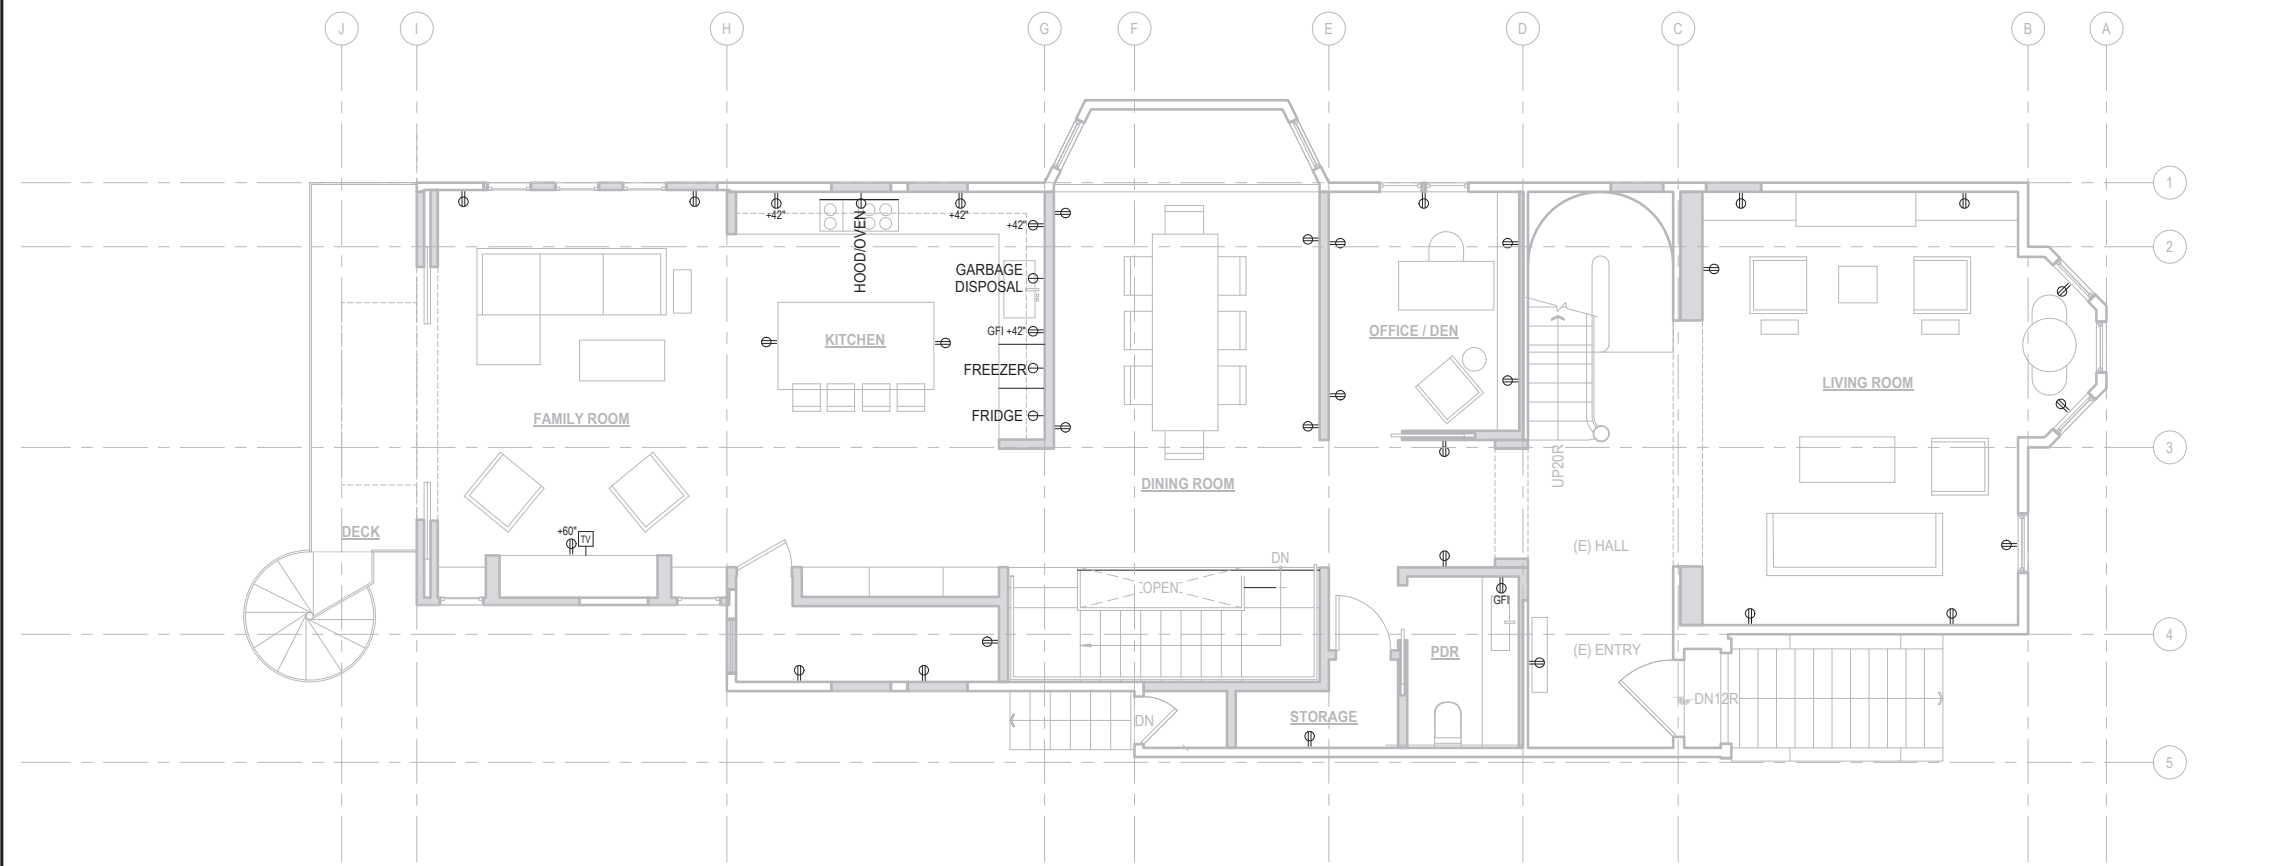 J I H G F E D C B A
1
+42"
+42"
+42"
2
HOOD/OVEN
GARBAGE
DISPOSAL
GFI +42"
OFFICE / DEN
KITCHEN
FREEZER
LIVING ROOM
FRIDGE
FAMILY ROOM
3
UP20R
DINING ROOM
+60"
TV
DECK
(E) HALL
DN
OPEN
GFI
4
(E) ENTRY
PDR
DN12R
STORAGE
DN
5